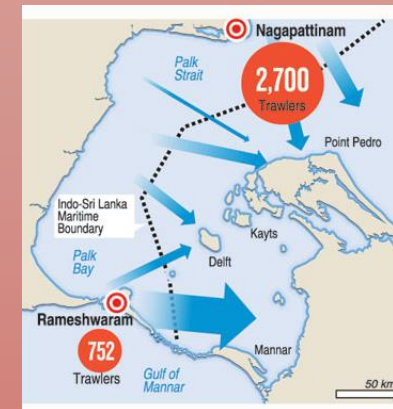 Nagapattinam
Palk
Strait
2,700
Trawlers
Point Pedro
Indo-Sri Lanka
Maritime
Boundary
Kayts
Palk
Bay
Delft
Rameshwaram
752
Trawlers
Gulf of
Mannar
Mannar
50 km